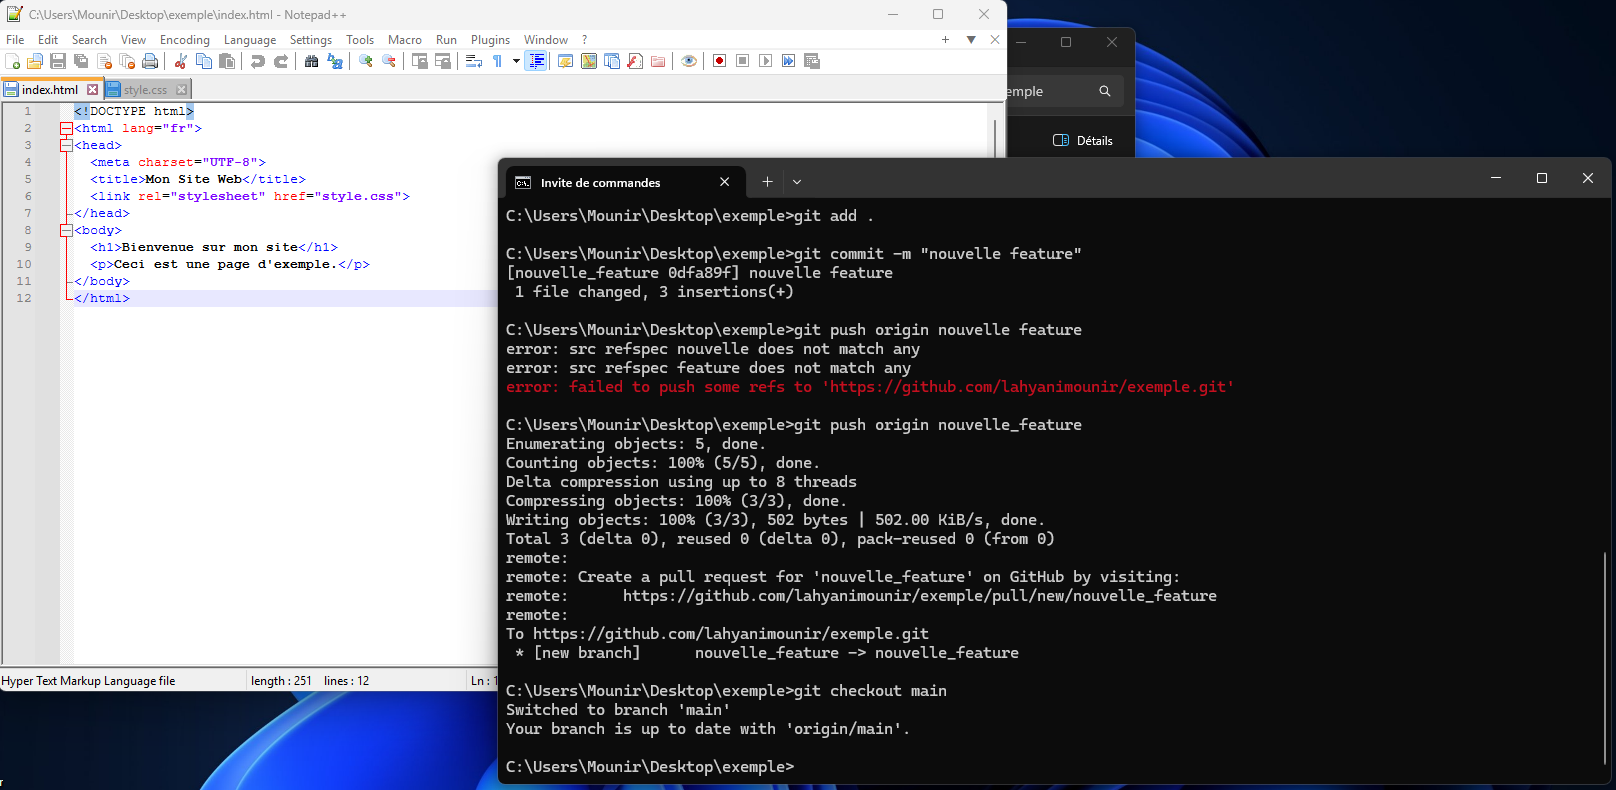 C:\Users\Mounir\Desktop\exemple\index.html - Notepad++
File Edit Search View Encoding Language Settings Tools Macro Run Plugins Window ?
index.html style.css
1 <!DOCTYPE html>
2 <html lang="fr">
3 <head>
4 <meta charset="UTF-8">
5 <title>Mon Site Web</title>
6 <link rel="stylesheet" href="style.css">
7 </head>
8 <body>
9 <h1>Bienvenue sur mon site</h1>
10 <p>Ceci est une page d'exemple.</p>
11 </body>
12 </html>
Hyper Text Markup Language file length : 251 lines : 12 Ln : 1
emple
Détails
Invite de commandes
C:\Users\Mounir\Desktop\exemple>git add .
C:\Users\Mounir\Desktop\exemple>git commit -m "nouvelle feature"
[nouvelle_feature 0dfa89f] nouvelle feature
1 file changed, 3 insertions(+)
C:\Users\Mounir\Desktop\exemple>git push origin nouvelle feature
error: src refspec nouvelle does not match any
error: src refspec feature does not match any
error: failed to push some refs to 'https://github.com/lahyanimounir/exemple.git'
C:\Users\Mounir\Desktop\exemple>git push origin nouvelle_feature
Enumerating objects: 5, done.
Counting objects: 100% (5/5), done.
Delta compression using up to 8 threads
Compressing objects: 100% (3/3), done.
Writing objects: 100% (3/3), 502 bytes | 502.00 KiB/s, done.
Total 3 (delta 0), reused 0 (delta 0), pack-reused 0 (from 0)
remote:
remote: Create a pull request for 'nouvelle_feature' on GitHub by visiting:
remote:      https://github.com/lahyanimounir/exemple/pull/new/nouvelle_feature
remote:
To https://github.com/lahyanimounir/exemple.git
* [new branch]      nouvelle_feature -> nouvelle_feature
C:\Users\Mounir\Desktop\exemple>git checkout main
Switched to branch 'main'
Your branch is up to date with 'origin/main'.
C:\Users\Mounir\Desktop\exemple>